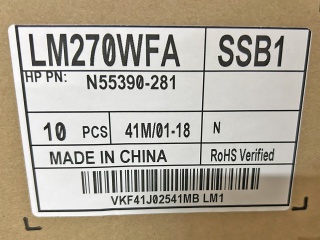 LM270WFA SSB1
HP PN: N55390-281
10 PCS 41M/01-18 N
MADE IN CHINA RoHS Verified
VKF41J02541MB LM1